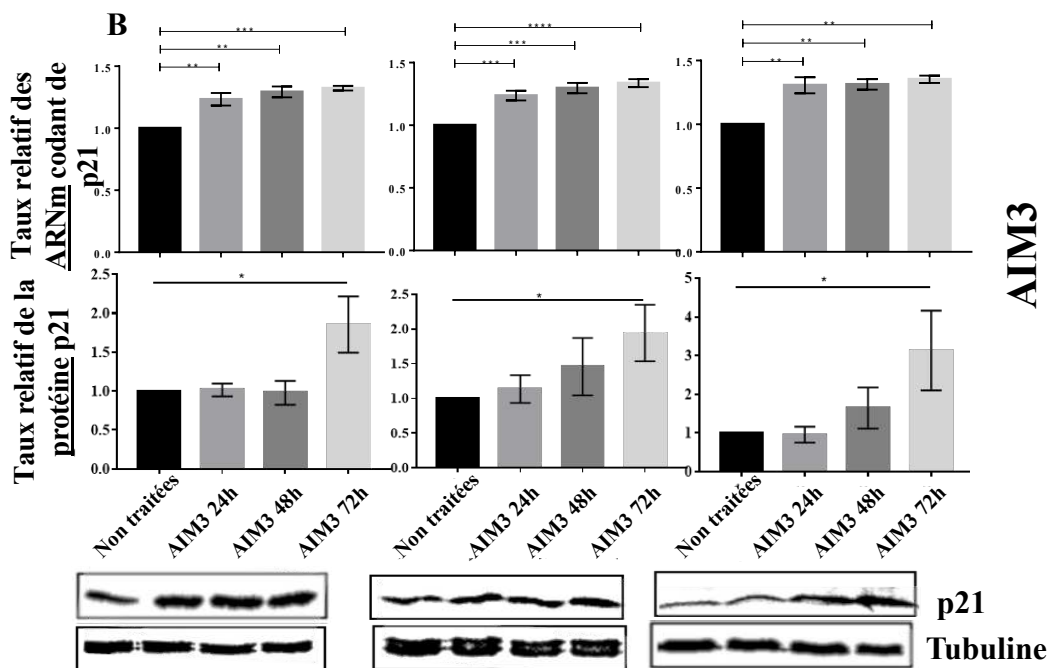 B
Taux relatif des
ARNm codant de
p21
***
**
**
1.5
1.0
0.5
0.0
****
***
***
1.5
1.0
0.5
0.0
**
**
**
1.5
1.0
0.5
0.0
AIM3
Taux relatif de la
protéine p21
*
2.5
2.0
1.5
1.0
0.5
0.0
*
2.5
2.0
1.5
1.0
0.5
0.0
*
5
4
3
2
1
0
Non traitées
AIM3 24h
AIM3 48h
AIM3 72h
Non traitées
AIM3 24h
AIM3 48h
AIM3 72h
Non traitées
AIM3 24h
AIM3 48h
AIM3 72h
p21
Tubuline